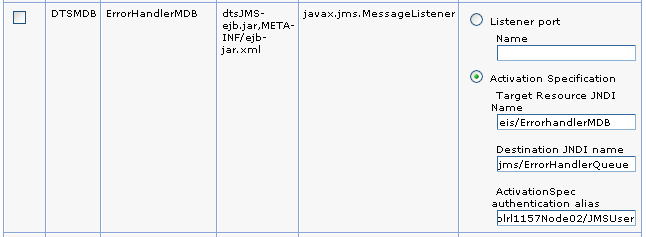 DTSMDB ErrorHandlerMDB dtsJMS-ejb.jar,META-INF/ejb-jar.xml javax.jms.MessageListener
Listener port
Name
Activation Specification
Target Resource JNDI
Name
eis/ErrorhandlerMDB
Destination JNDI name
jms/ErrorHandlerQueue
ActivationSpec
authentication alias
olrl1157Node02/JMSUser